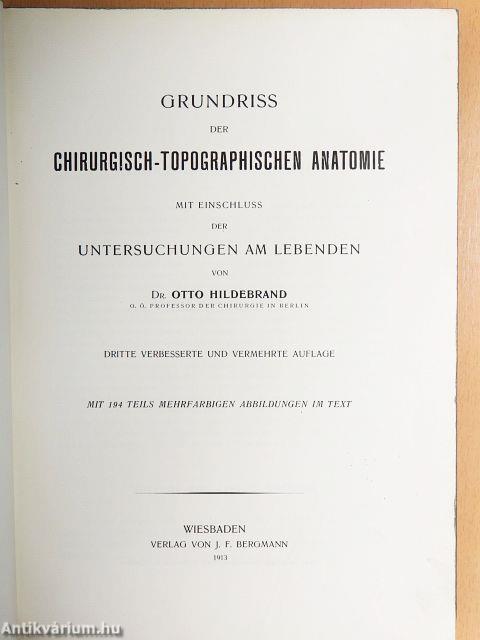 GRUNDRISS
DER
CHIRURGISCH-TOPOGRAPHISCHEN ANATOMIE
MIT EINSCHLUSS
DER
UNTERSUCHUNGEN AM LEBENDEN
VON
DR. OTTO HILDEBRAND
O. Ö. PROFESSOR DER CHIRURGIE IN BERLIN
DRITTE VERBESSERTE UND VERMEHRTE AUFLAGE
MIT 194 TEILS MEHRFARBIGEN ABBILDUNGEN IM TEXT
WIESBADEN
VERLAG VON J. F. BERGMANN
1913
Antikvárium.hu